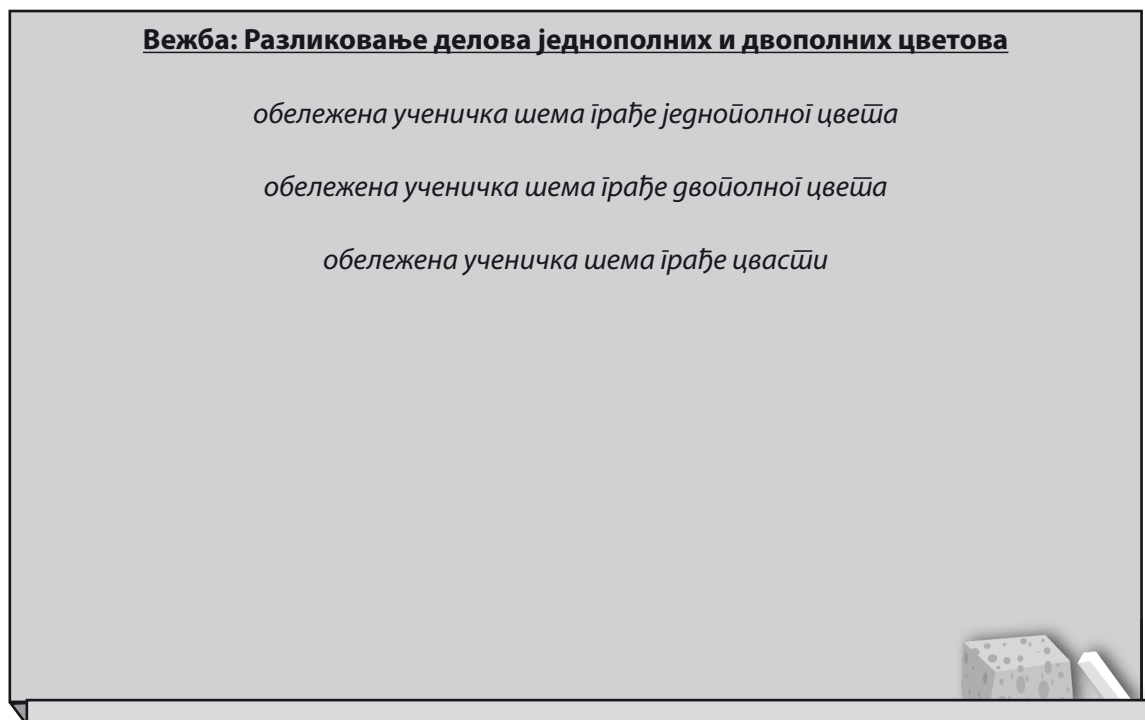 Вежба: Разликовање делова једнополних и двополних цветова
обележена ученичка шема грађе једнополног цвета
обележена ученичка шема грађе двополног цвета
обележена ученичка шема грађе цвасти